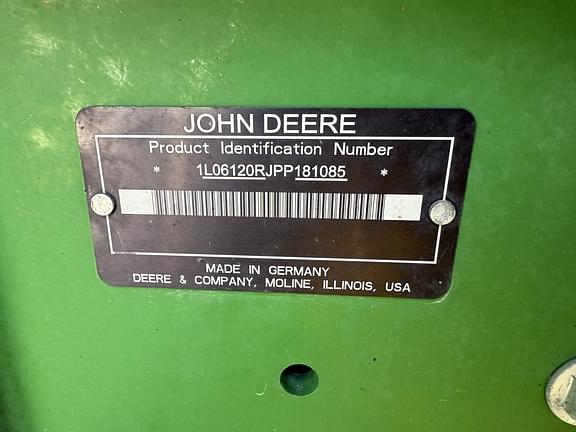 JOHN DEERE
Product Identification Number
* 1L06120RJPP181085 *
MADE IN GERMANY
DEERE & COMPANY, MOLINE, ILLINOIS, USA